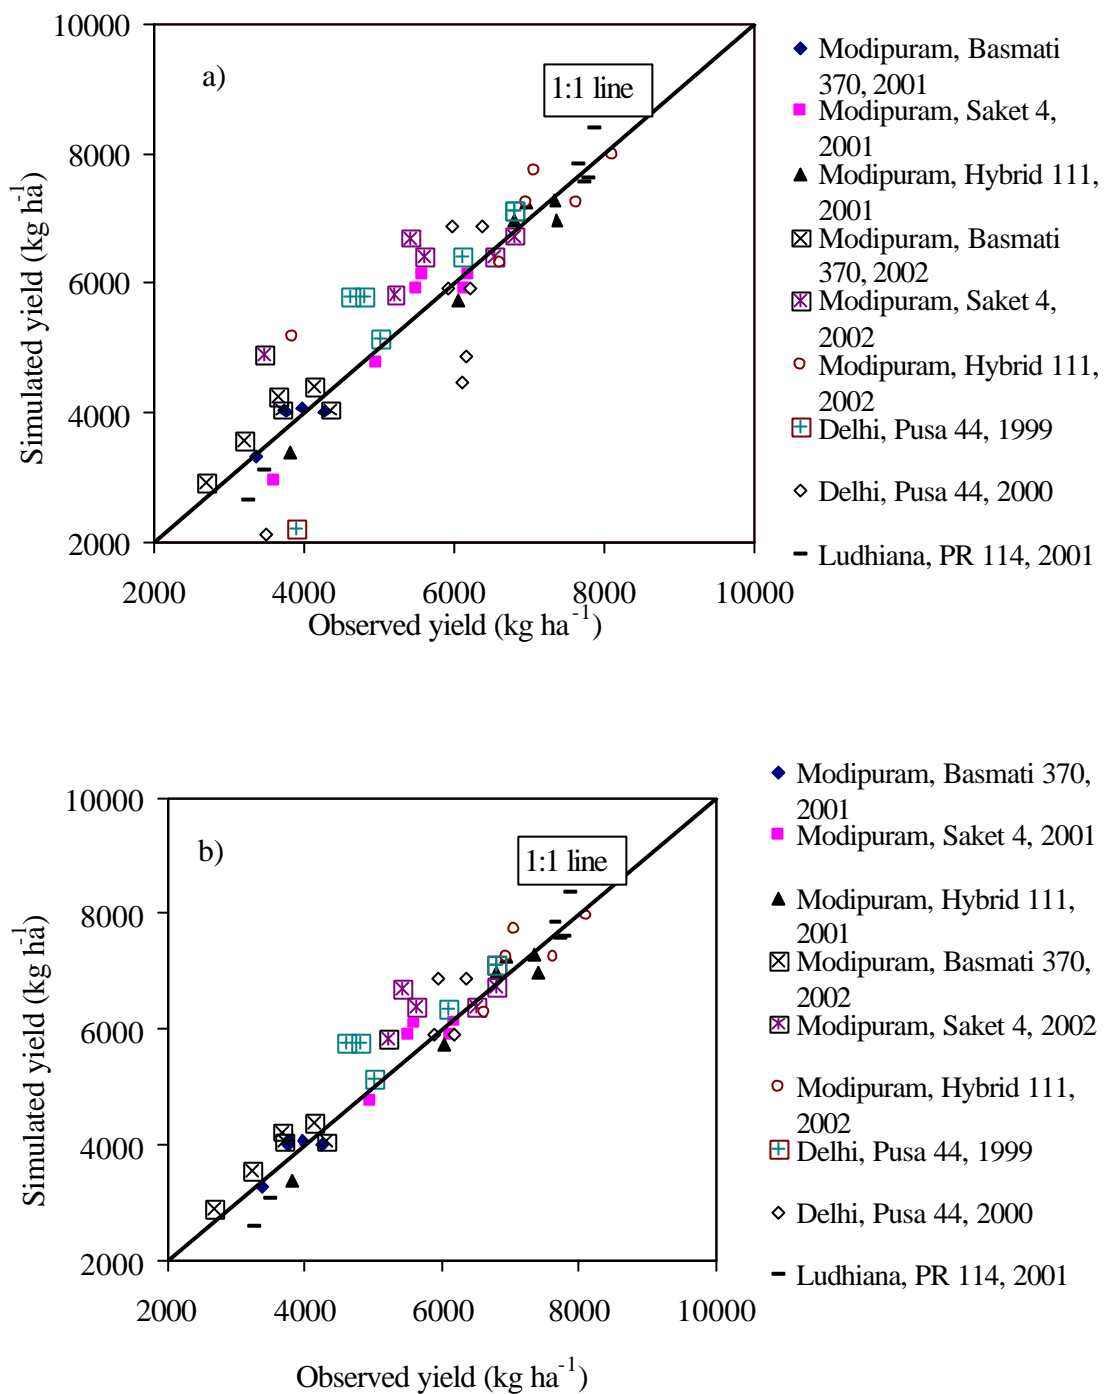 10000
a)
1:1 line
8000
6000
4000
2000
Simulated yield (kg ha-1)
2000 4000 6000 8000 10000
Observed yield (kg ha-1)
Modipuram, Basmati
370, 2001
Modipuram, Saket 4,
2001
Modipuram, Hybrid 111,
2001
Modipuram, Basmati
370, 2002
Modipuram, Saket 4,
2002
Modipuram, Hybrid 111,
2002
Delhi, Pusa 44, 1999
Delhi, Pusa 44, 2000
Ludhiana, PR 114, 2001
10000
b)
1:1 line
8000
6000
4000
2000
Simulated yield (kg ha-1)
2000 4000 6000 8000 10000
Observed yield (kg ha-1)
Modipuram, Basmati 370,
2001
Modipuram, Saket 4, 2001
Modipuram, Hybrid 111,
2001
Modipuram, Basmati 370,
2002
Modipuram, Saket 4, 2002
Modipuram, Hybrid 111,
2002
Delhi, Pusa 44, 1999
Delhi, Pusa 44, 2000
Ludhiana, PR 114, 2001